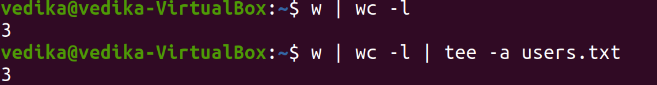 vedika@vedika-VirtualBox:~$ w | wc -l
3
vedika@vedika-VirtualBox:~$ w | wc -l | tee -a users.txt
3